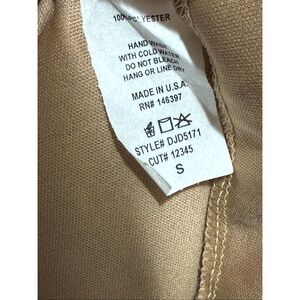 HAND WASH
WITH COLD WATER
DO NOT BLEACH
HANG OR LINE DRY
MADE IN U.S.A.
RN# 146397
STYLE# DJD5171
CUT# 12345
S